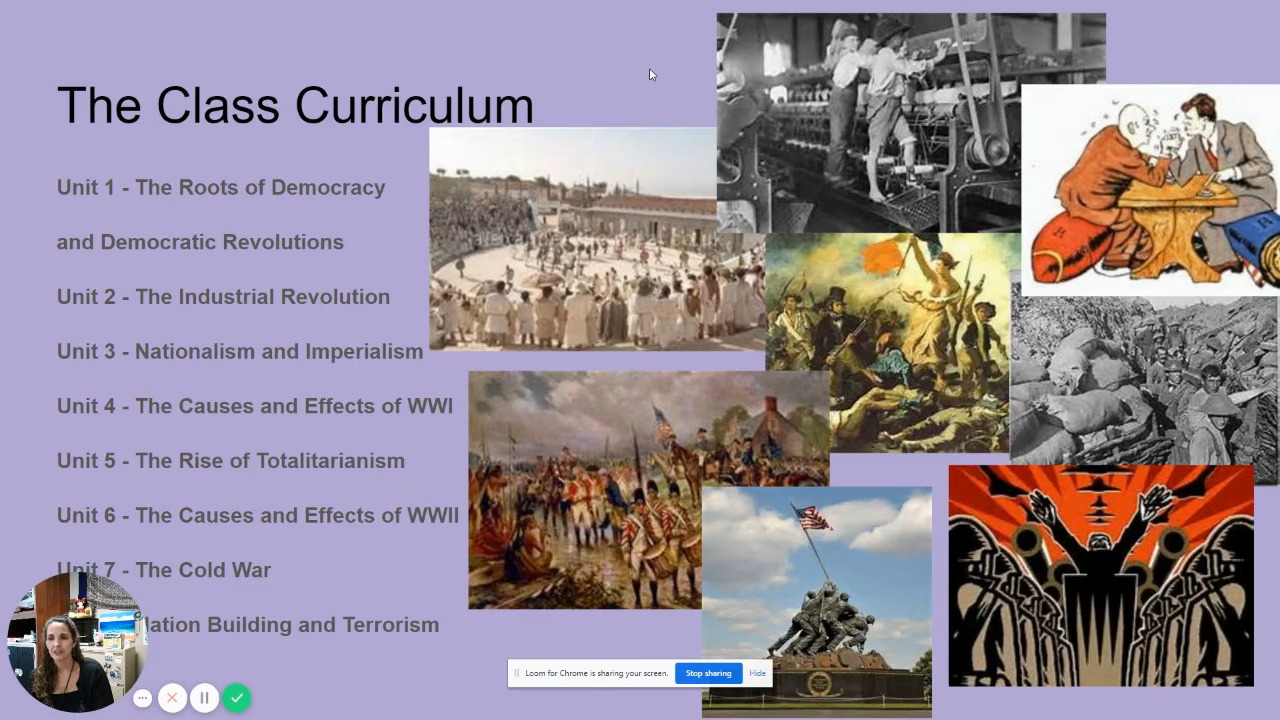 The Class Curriculum
Unit 1 - The Roots of Democracy
and Democratic Revolutions
Unit 2 - The Industrial Revolution
Unit 3 - Nationalism and Imperialism
Unit 4 - The Causes and Effects of WWI
Unit 5 - The Rise of Totalitarianism
Unit 6 - The Causes and Effects of WWII
Unit 7 - The Cold War
Building and Terrorism
Loom for Chrome is sharing your screen. Stop sharing Hide
H
H